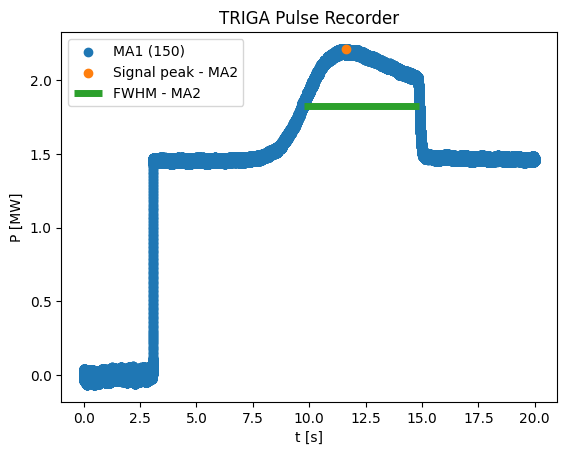 TRIGA Pulse Recorder
MA1 (150)
Signal peak - MA2
FWHM - MA2
P [MW]
2.0
1.5
1.0
0.5
0.0
0.0 2.5 5.0 7.5 10.0 12.5 15.0 17.5 20.0
t [s]